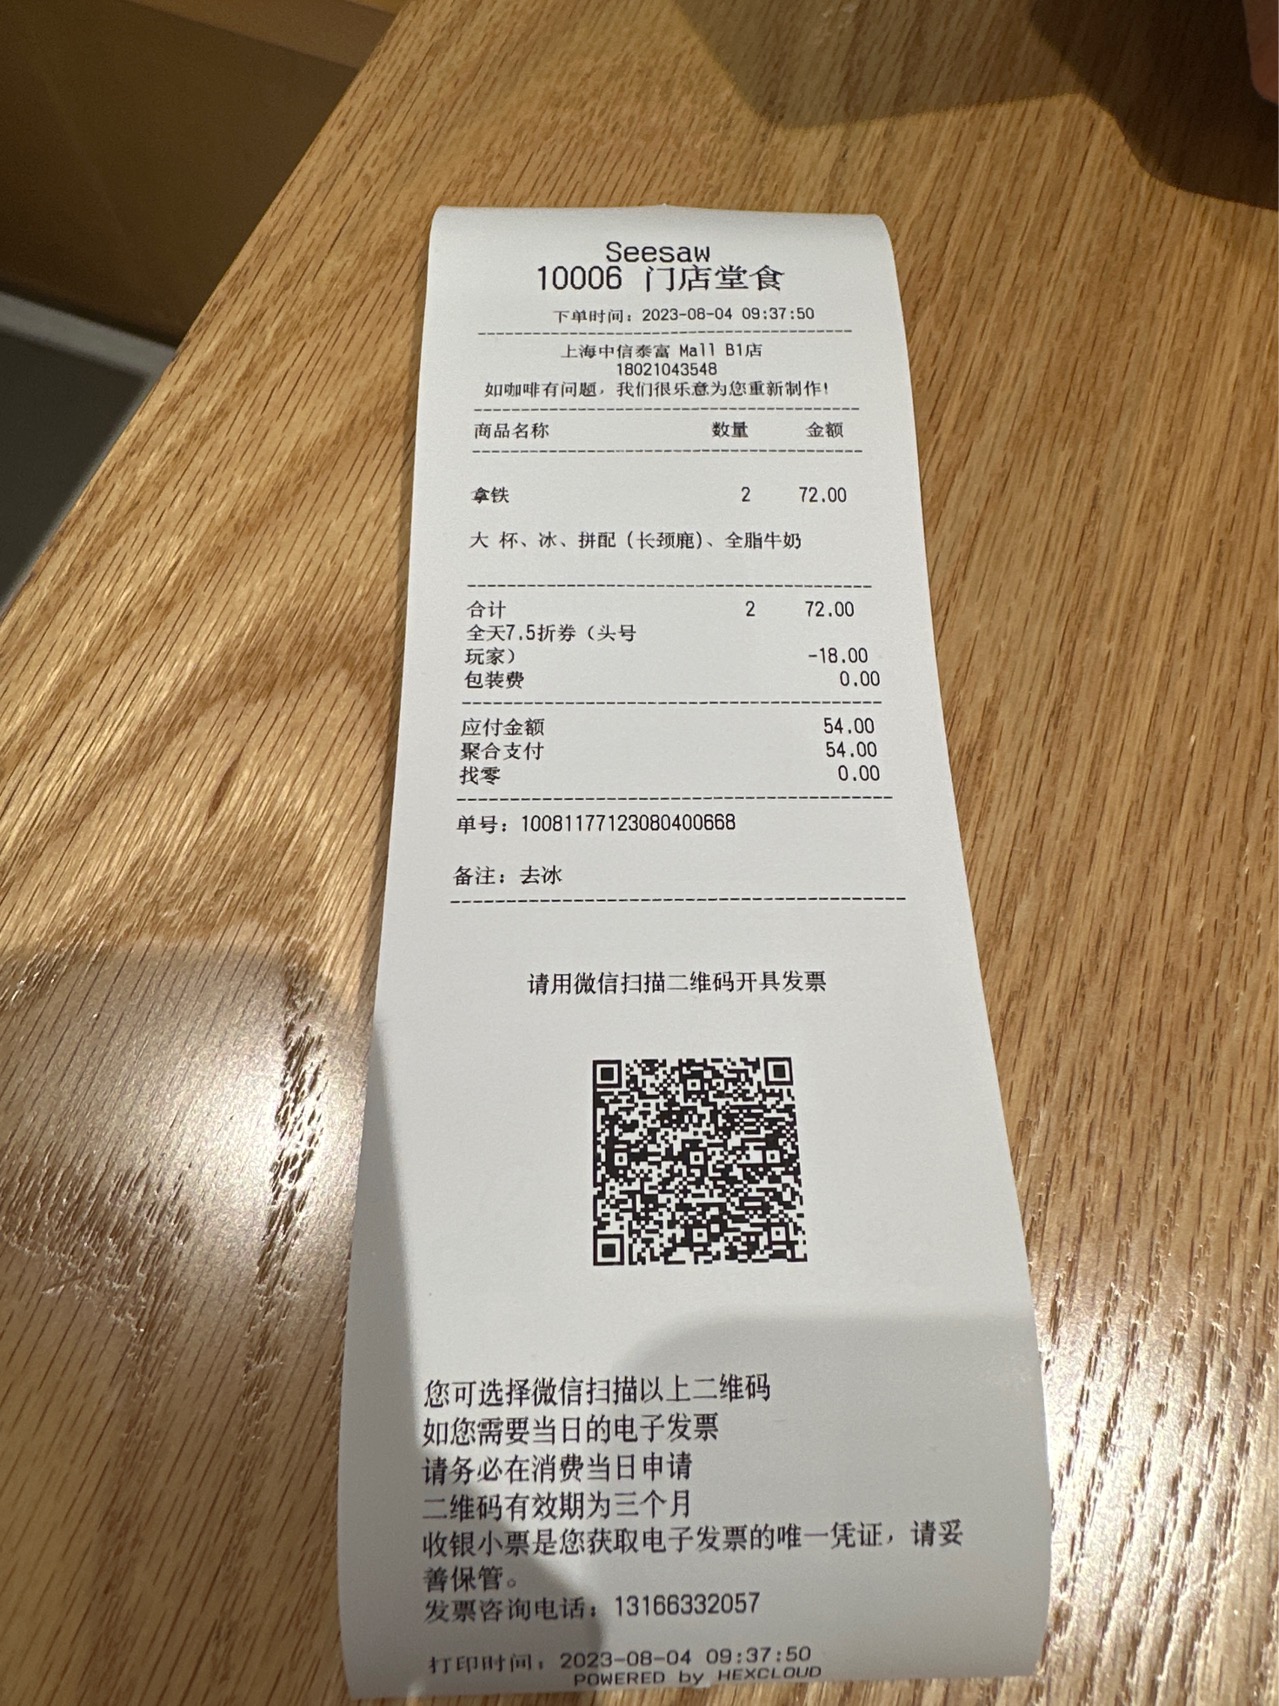 Seesaw
10006 门店堂食
下单时间：2023-08-04 09:37:50
上海中信泰富 Mall B1店
18021043548
如咖啡有问题，我们很乐意为您重新制作！
商品名称 数量 金额
拿铁 2 72.00
大 杯、冰、拼配（长颈鹿）、全脂牛奶
合计 2 72.00
全天7.5折券（头号
玩家） -18.00
包装费 0.00
应付金额 54.00
聚合支付 54.00
找零 0.00
单号：10081177123080400668
备注：去冰
请用微信扫描二维码开具发票
您可选择微信扫描以上二维码
如您需要当日的电子发票
请务必在消费当日申请
二维码有效期为三个月
收银小票是您获取电子发票的唯一凭证，请妥
善保管。
发票咨询电话：13166332057
打印时间：2023-08-04 09:37:50
POWERED by HEXCLOUD